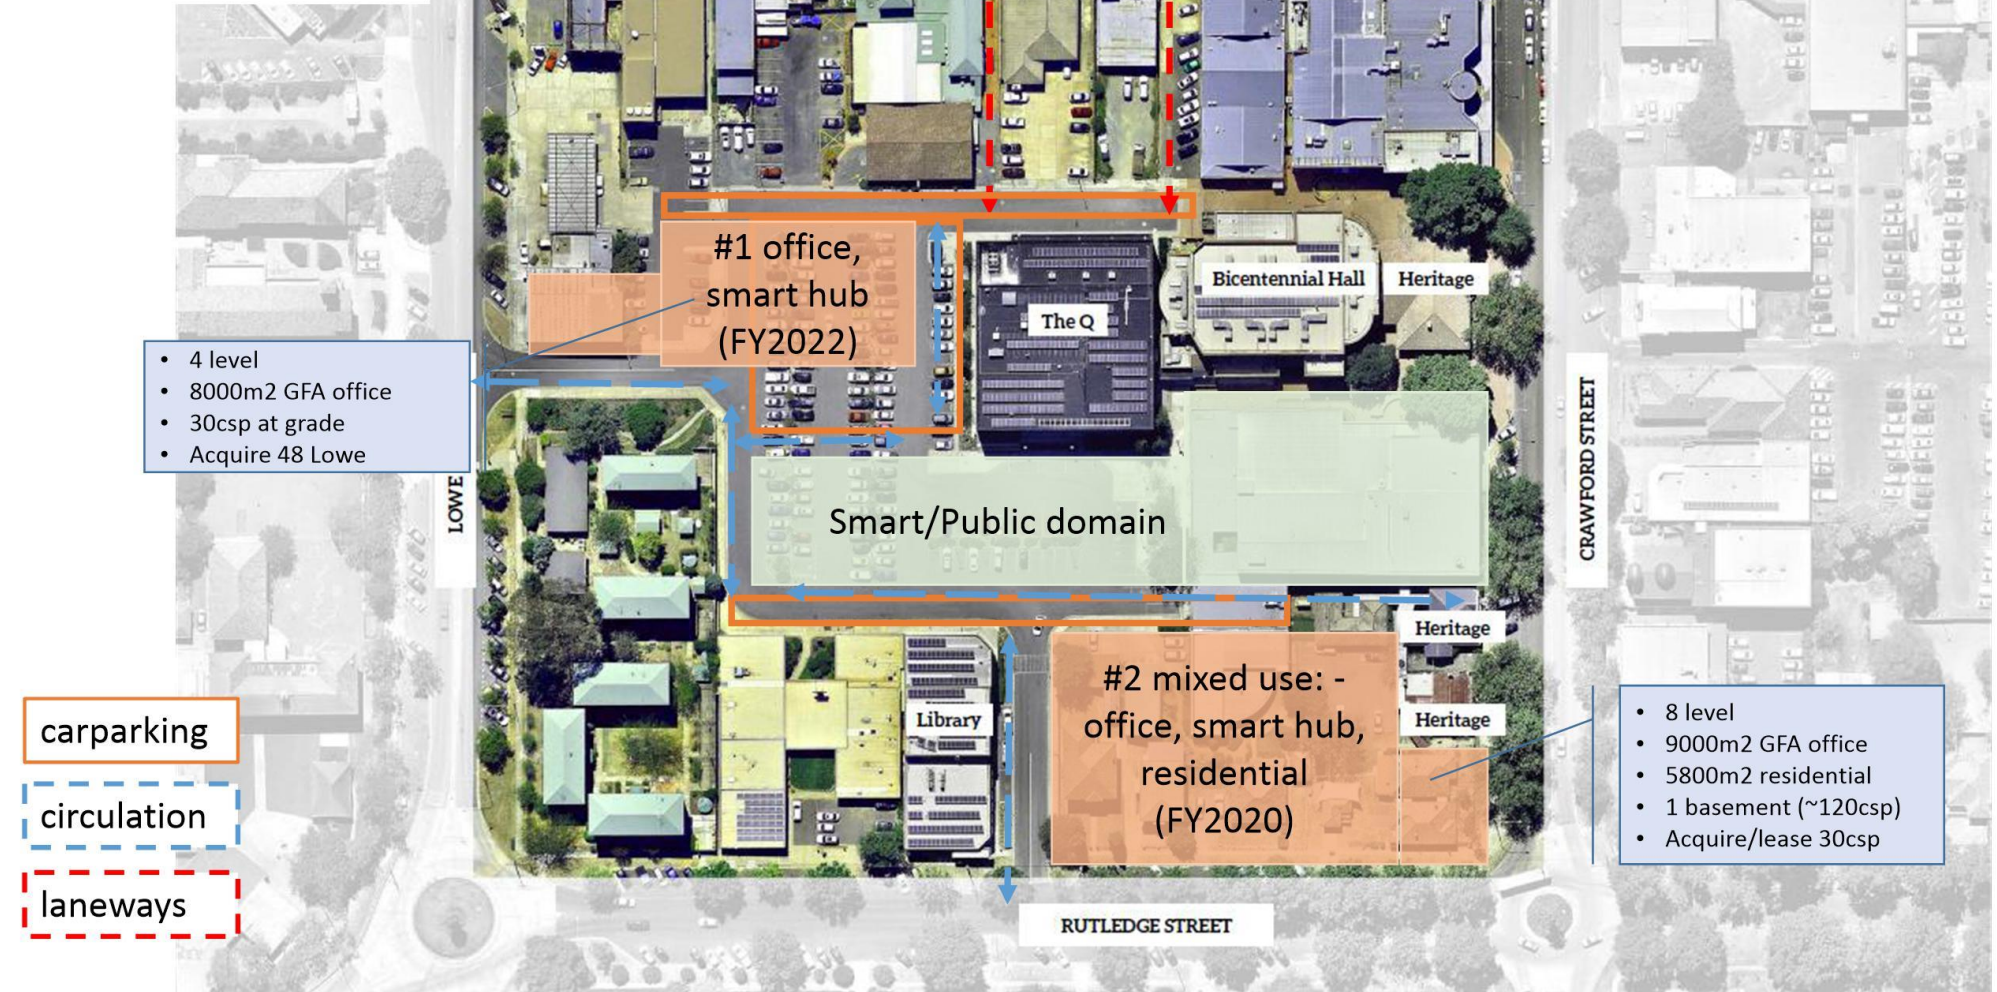 #1 office,
smart hub
(FY2022)
Bicentennial Hall
Heritage
The Q
• 4 level
• 8000m2 GFA office
• 30csp at grade
• Acquire 48 Lowe
LOWE
CRAWFORD STREET
Smart/Public domain
Heritage
#2 mixed use: -
office, smart hub,
residential
(FY2020)
Library
Heritage
• 8 level
• 9000m2 GFA office
• 5800m2 residential
• 1 basement (~120csp)
• Acquire/lease 30csp
carparking
circulation
laneways
RUTLEDGE STREET